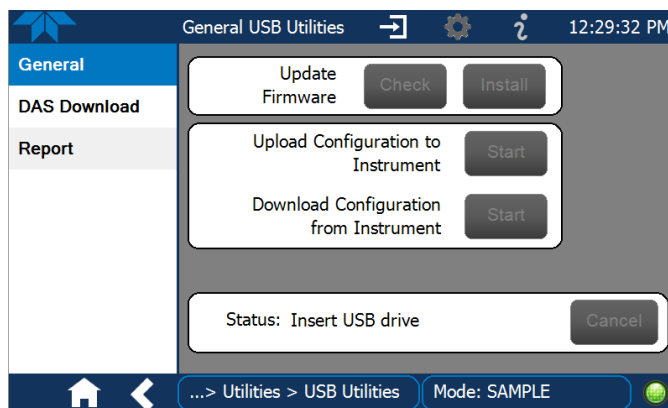 General USB Utilities
12:29:32 PM
General
DAS Download
Report
Update
Firmware
Check
Install
Upload Configuration to
Instrument
Start
Download Configuration
from Instrument
Start
Status: Insert USB drive
Cancel
...> Utilities > USB Utilities
Mode: SAMPLE